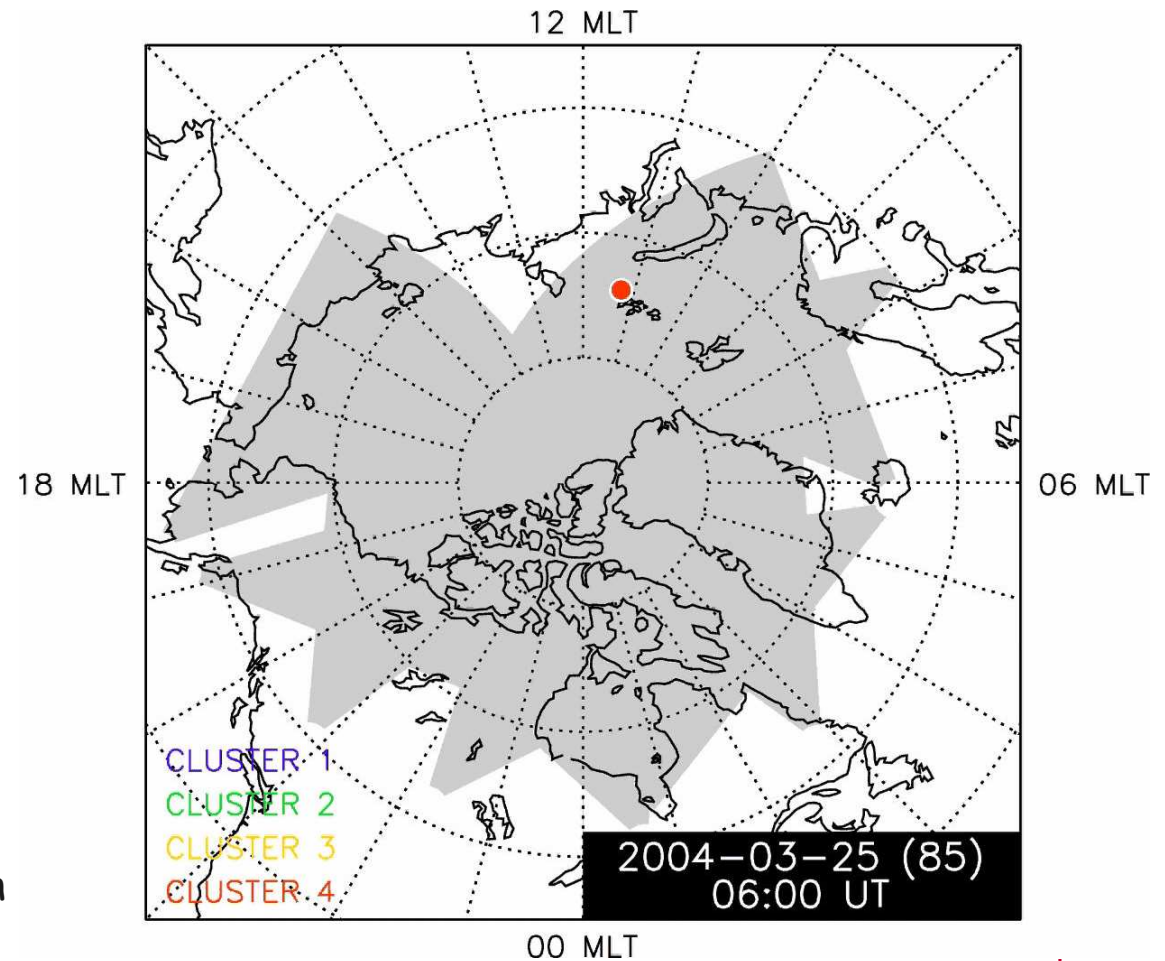 12 MLT
18 MLT
06 MLT
CLUSTER 1
CLUSTER 2
CLUSTER 3
CLUSTER 4
2004-03-25 (85)
06:00 UT
00 MLT